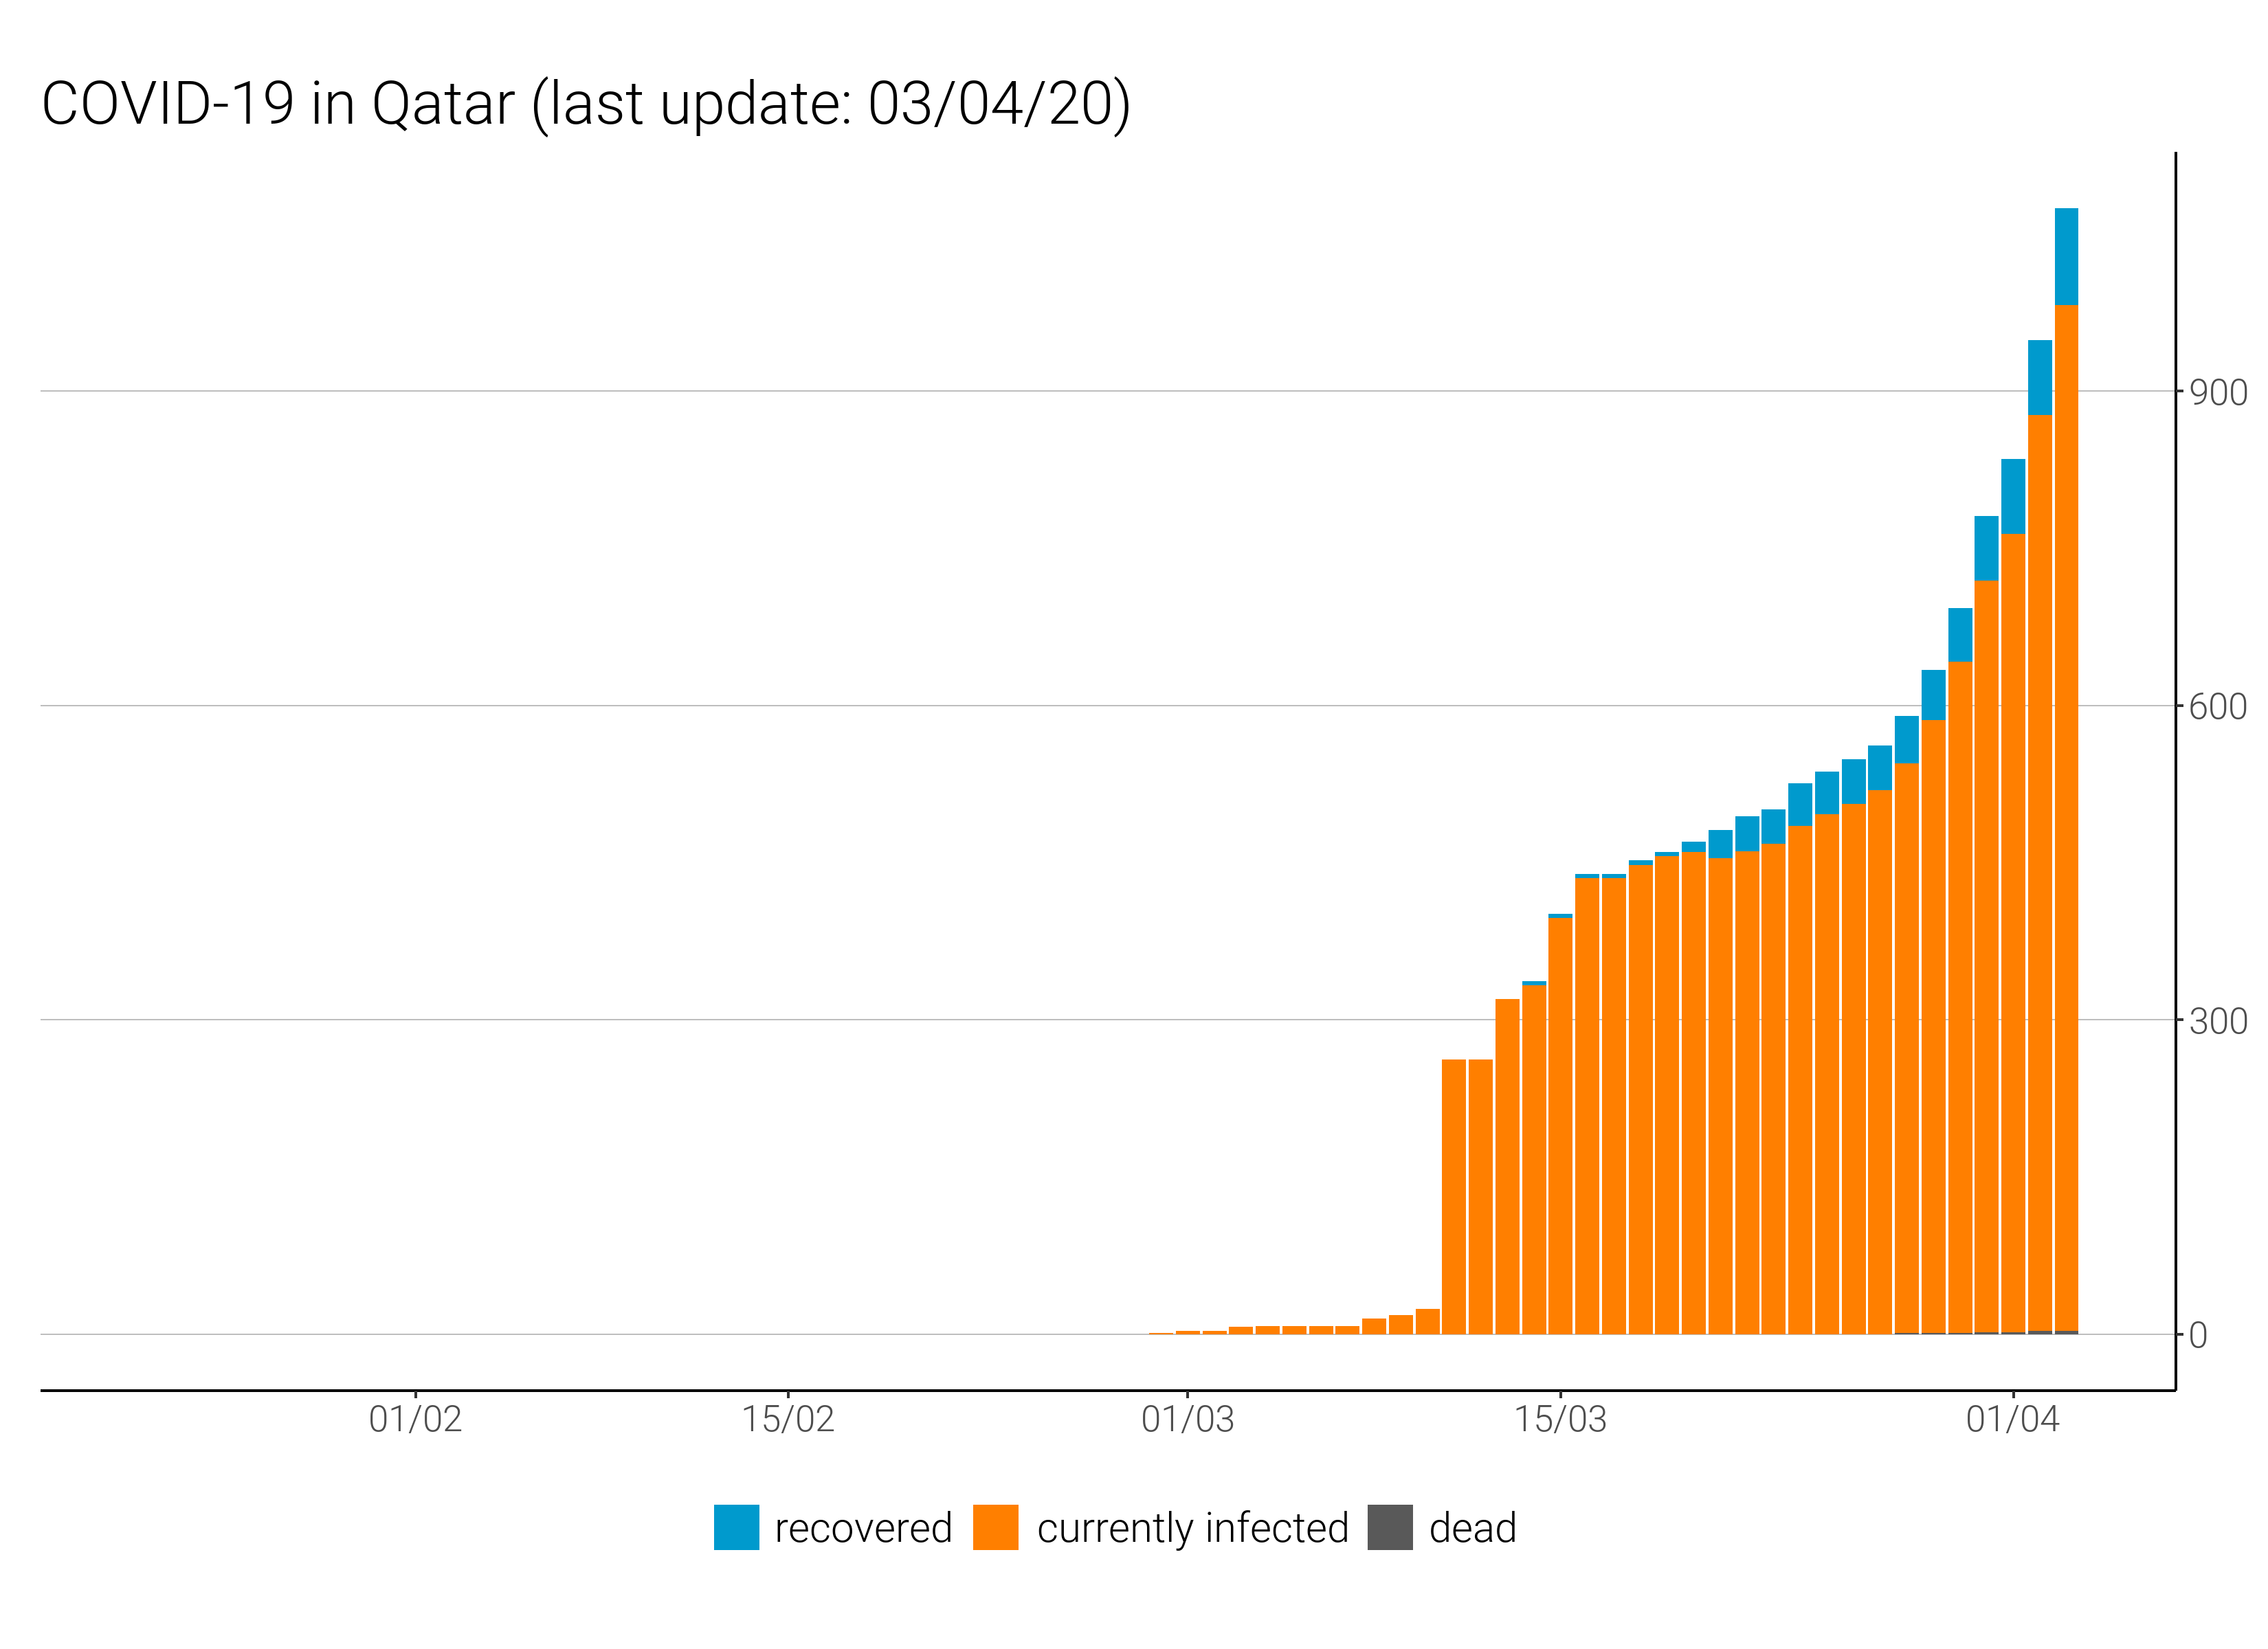 COVID-19 in Qatar (last update: 03/04/20)
900
600
300
0
01/02 15/02 01/03 15/03 01/04
recovered currently infected dead